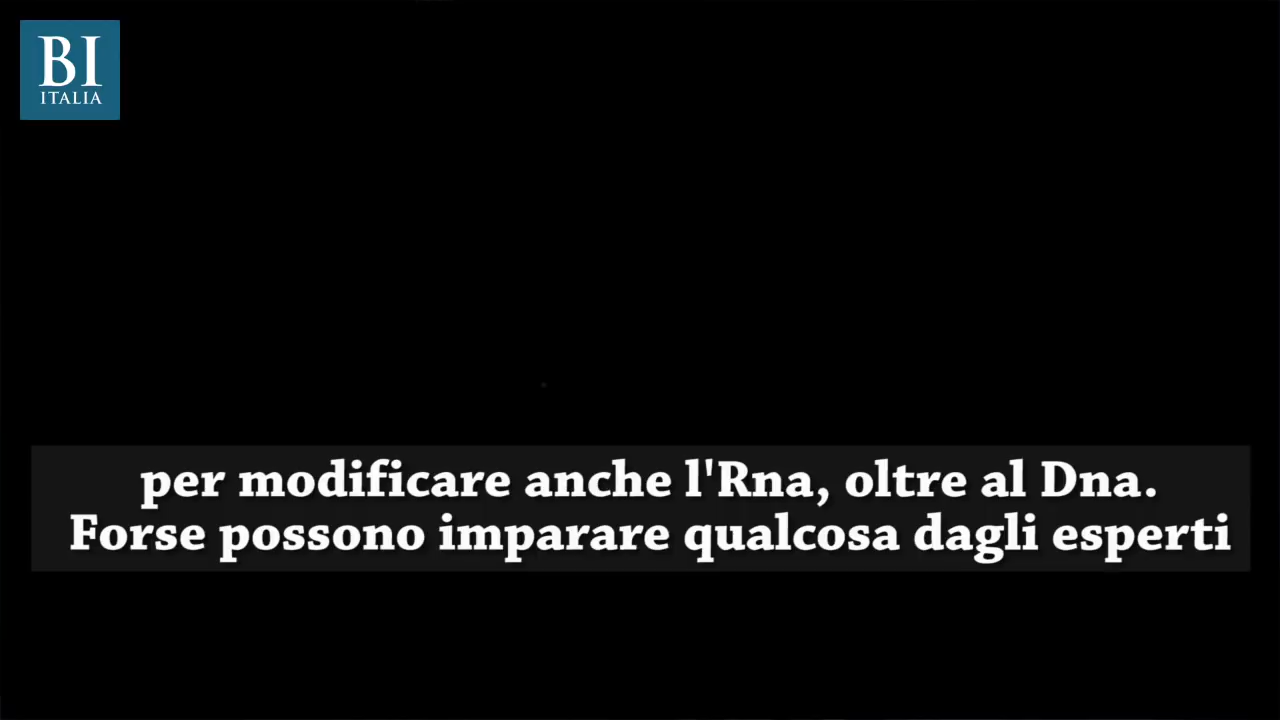 BI
ITALIA
per modificare anche l'Rna, oltre al Dna.
Forse possono imparare qualcosa dagli esperti